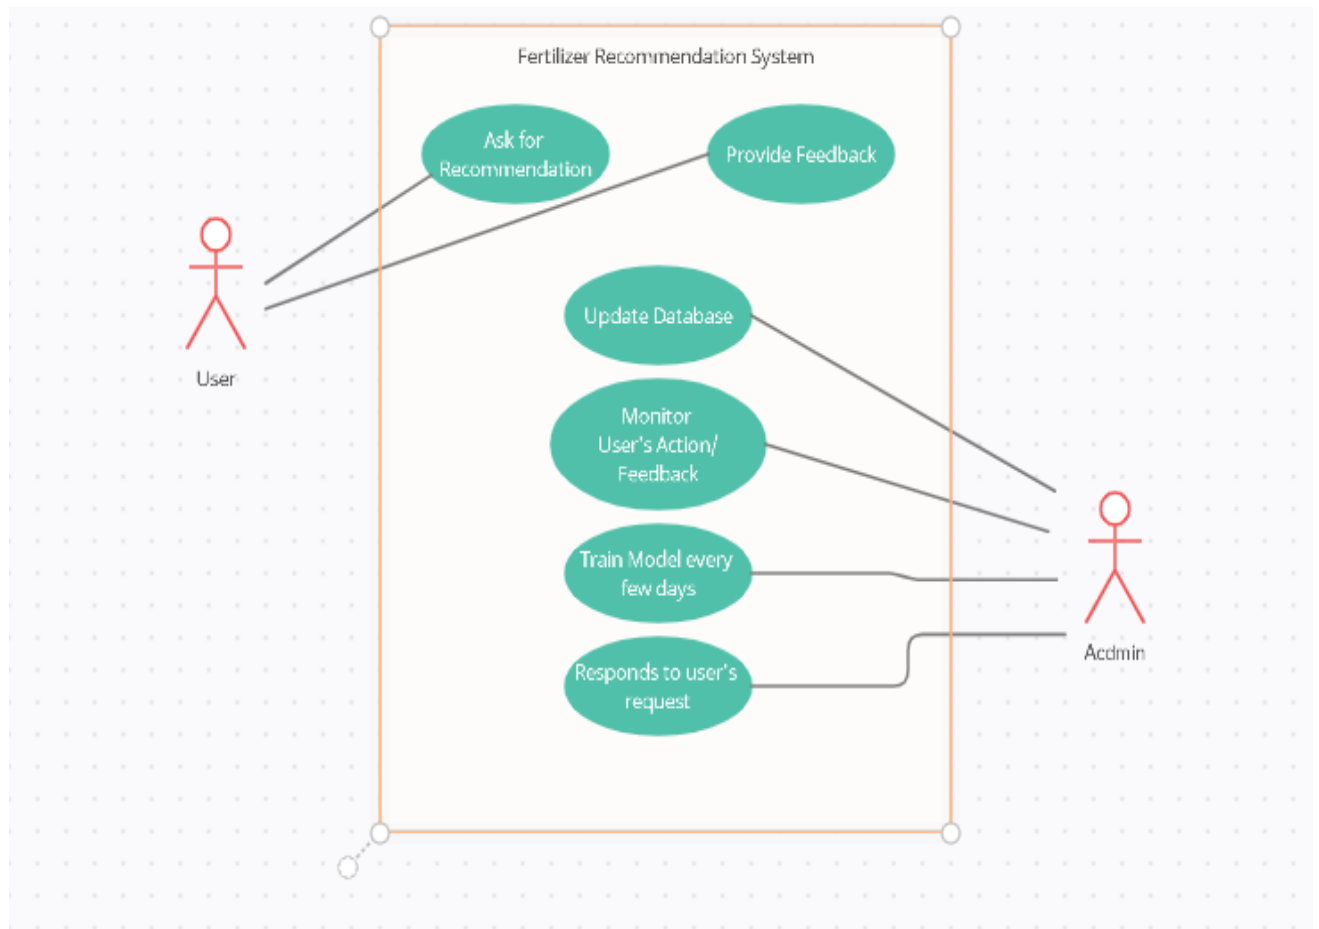 Fertilizer Recommendation System
Ask for
Recommendation
Provide Feedback
Update Database
Monitor
User's Action/
Feedback
Train Model every
few days
Responds to user's
request
User
Acdmin